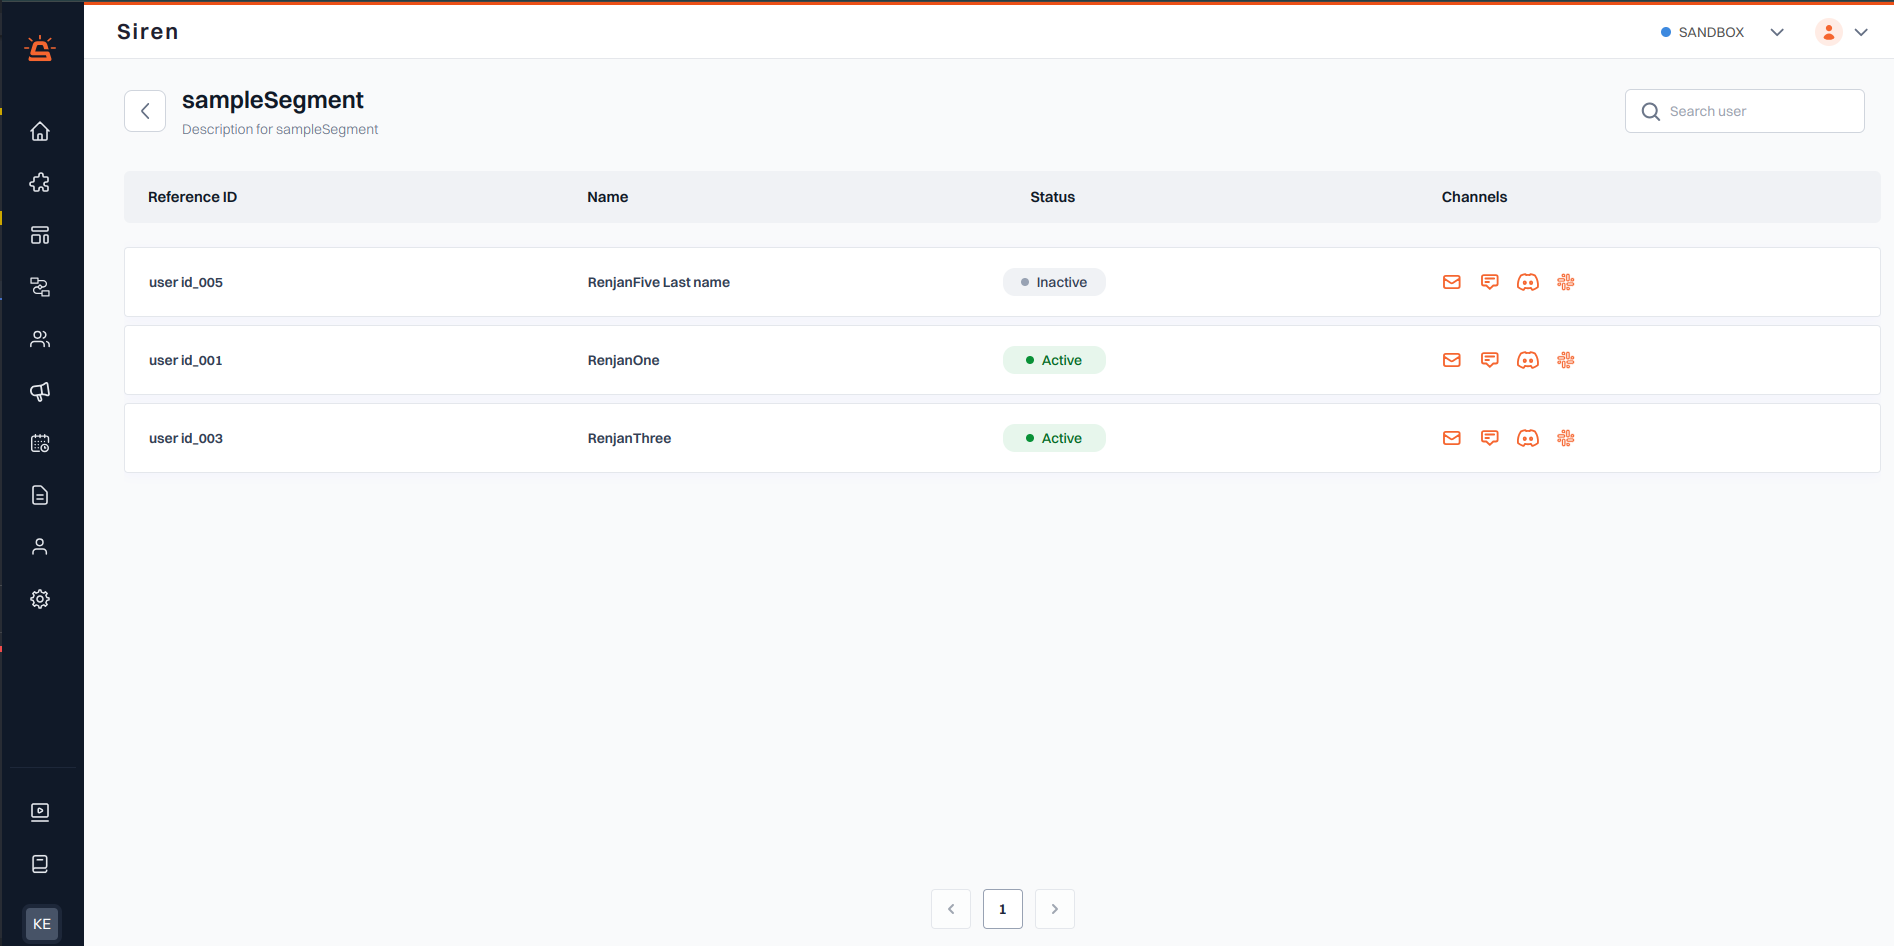 Siren
SANDBOX
sampleSegment
Description for sampleSegment
Search user
Reference ID Name Status Channels
user id_005 RenjanFive Last name Inactive
user id_001 RenjanOne Active
user id_003 RenjanThree Active
KE
1